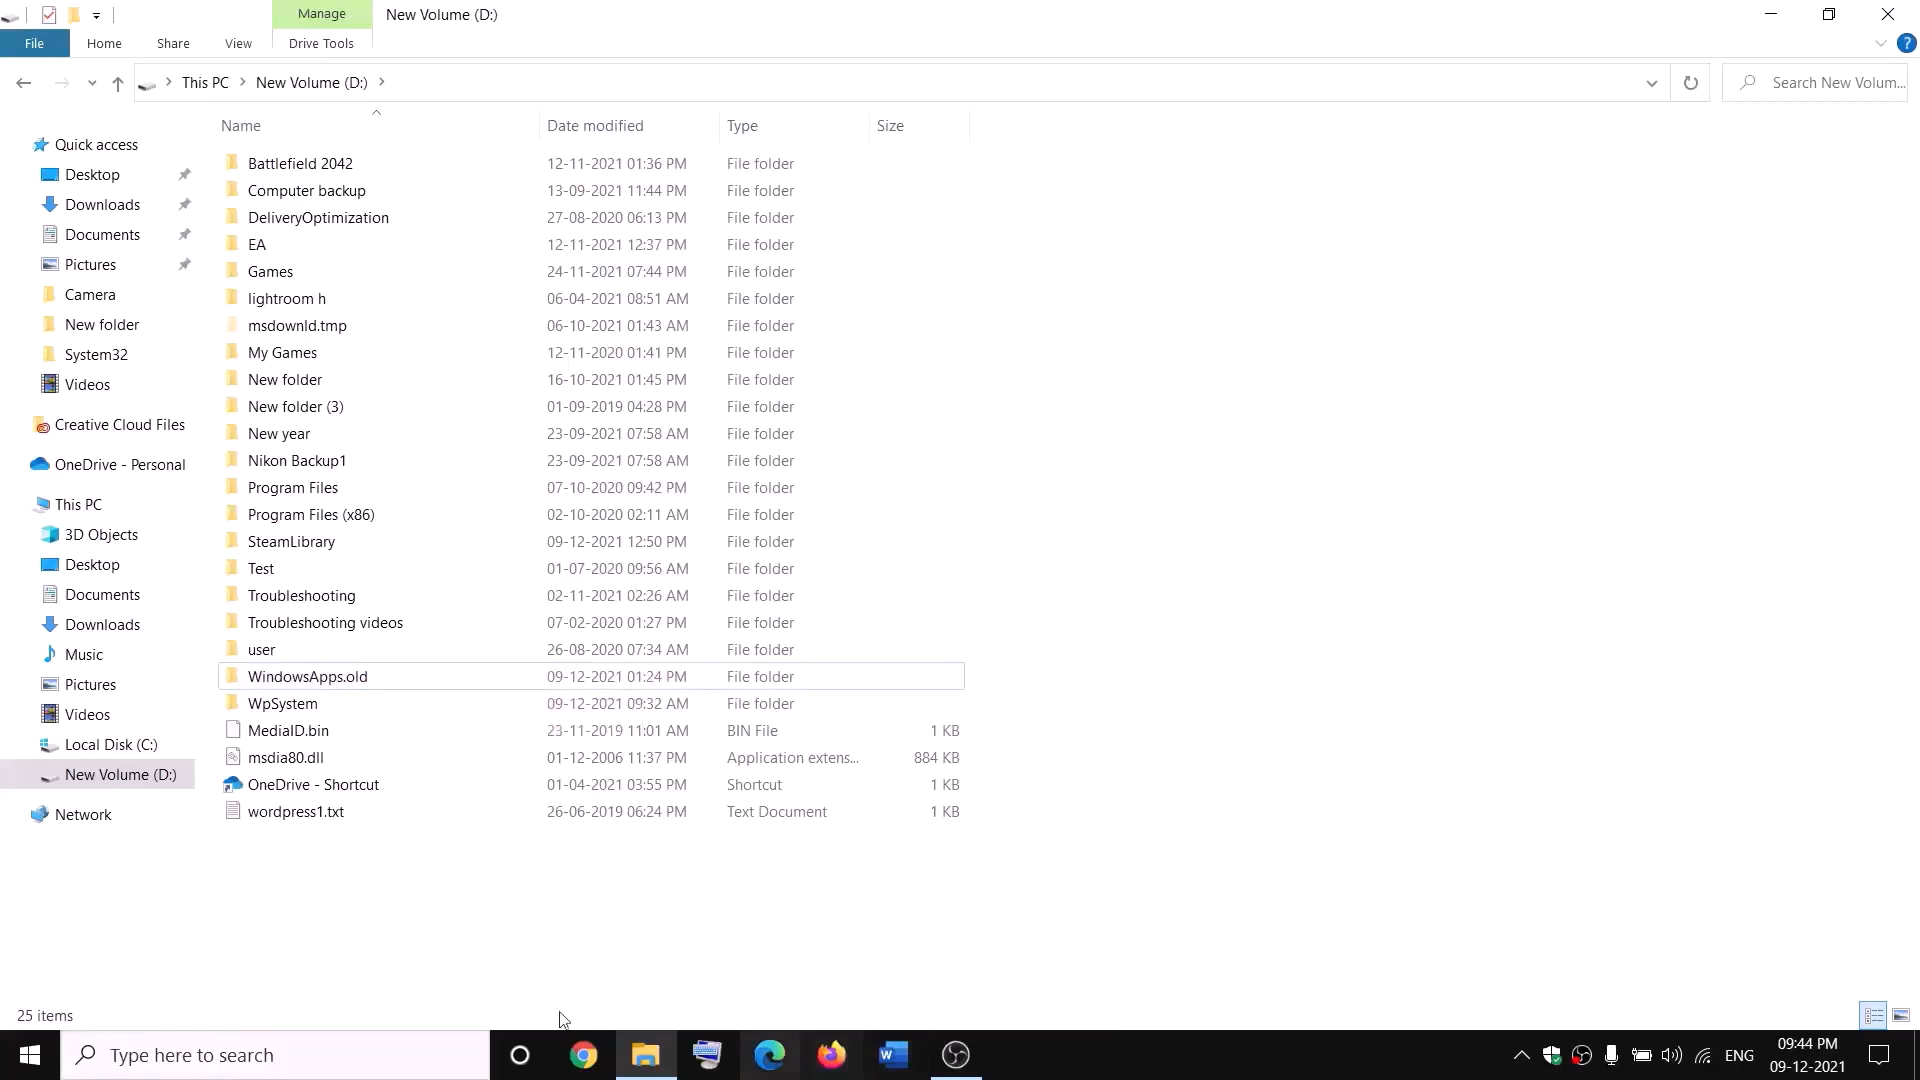 Manage
New Volume (D:)
File
Home
Share
View
Drive Tools
This PC
New Volume (D:)
Search New Volum...
Name
Date modified
Type
Size
Quick access
Desktop
Downloads
Documents
Pictures
Camera
New folder
System32
Videos
Creative Cloud Files
OneDrive - Personal
This PC
3D Objects
Desktop
Documents
Downloads
Music
Pictures
Videos
Local Disk (C:)
New Volume (D:)
Network
Battlefield 2042 12-11-2021 01:36 PM File folder
Computer backup 13-09-2021 11:44 PM File folder
DeliveryOptimization 27-08-2020 06:13 PM File folder
EA 12-11-2021 12:37 PM File folder
Games 24-11-2021 07:44 PM File folder
lightroom h 06-04-2021 08:51 AM File folder
msdownld.tmp 06-10-2021 01:43 AM File folder
My Games 12-11-2020 01:41 PM File folder
New folder 16-10-2021 01:45 PM File folder
New folder (3) 01-09-2019 04:28 PM File folder
New year 23-09-2021 07:58 AM File folder
Nikon Backup1 23-09-2021 07:58 AM File folder
Program Files 07-10-2020 09:42 PM File folder
Program Files (x86) 02-10-2020 02:11 AM File folder
SteamLibrary 09-12-2021 12:50 PM File folder
Test 01-07-2020 09:56 AM File folder
Troubleshooting 02-11-2021 02:26 AM File folder
Troubleshooting videos 07-02-2020 01:27 PM File folder
user 26-08-2020 07:34 AM File folder
WindowsApps.old 09-12-2021 01:24 PM File folder
WpSystem 09-12-2021 09:32 AM File folder
MediaID.bin 23-11-2019 11:01 AM BIN File 1 KB
msdia80.dll 01-12-2006 11:37 PM Application extens... 884 KB
OneDrive - Shortcut 01-04-2021 03:55 PM Shortcut 1 KB
wordpress1.txt 26-06-2019 06:24 PM Text Document 1 KB
25 items
Type here to search
ENG
09:44 PM
09-12-2021